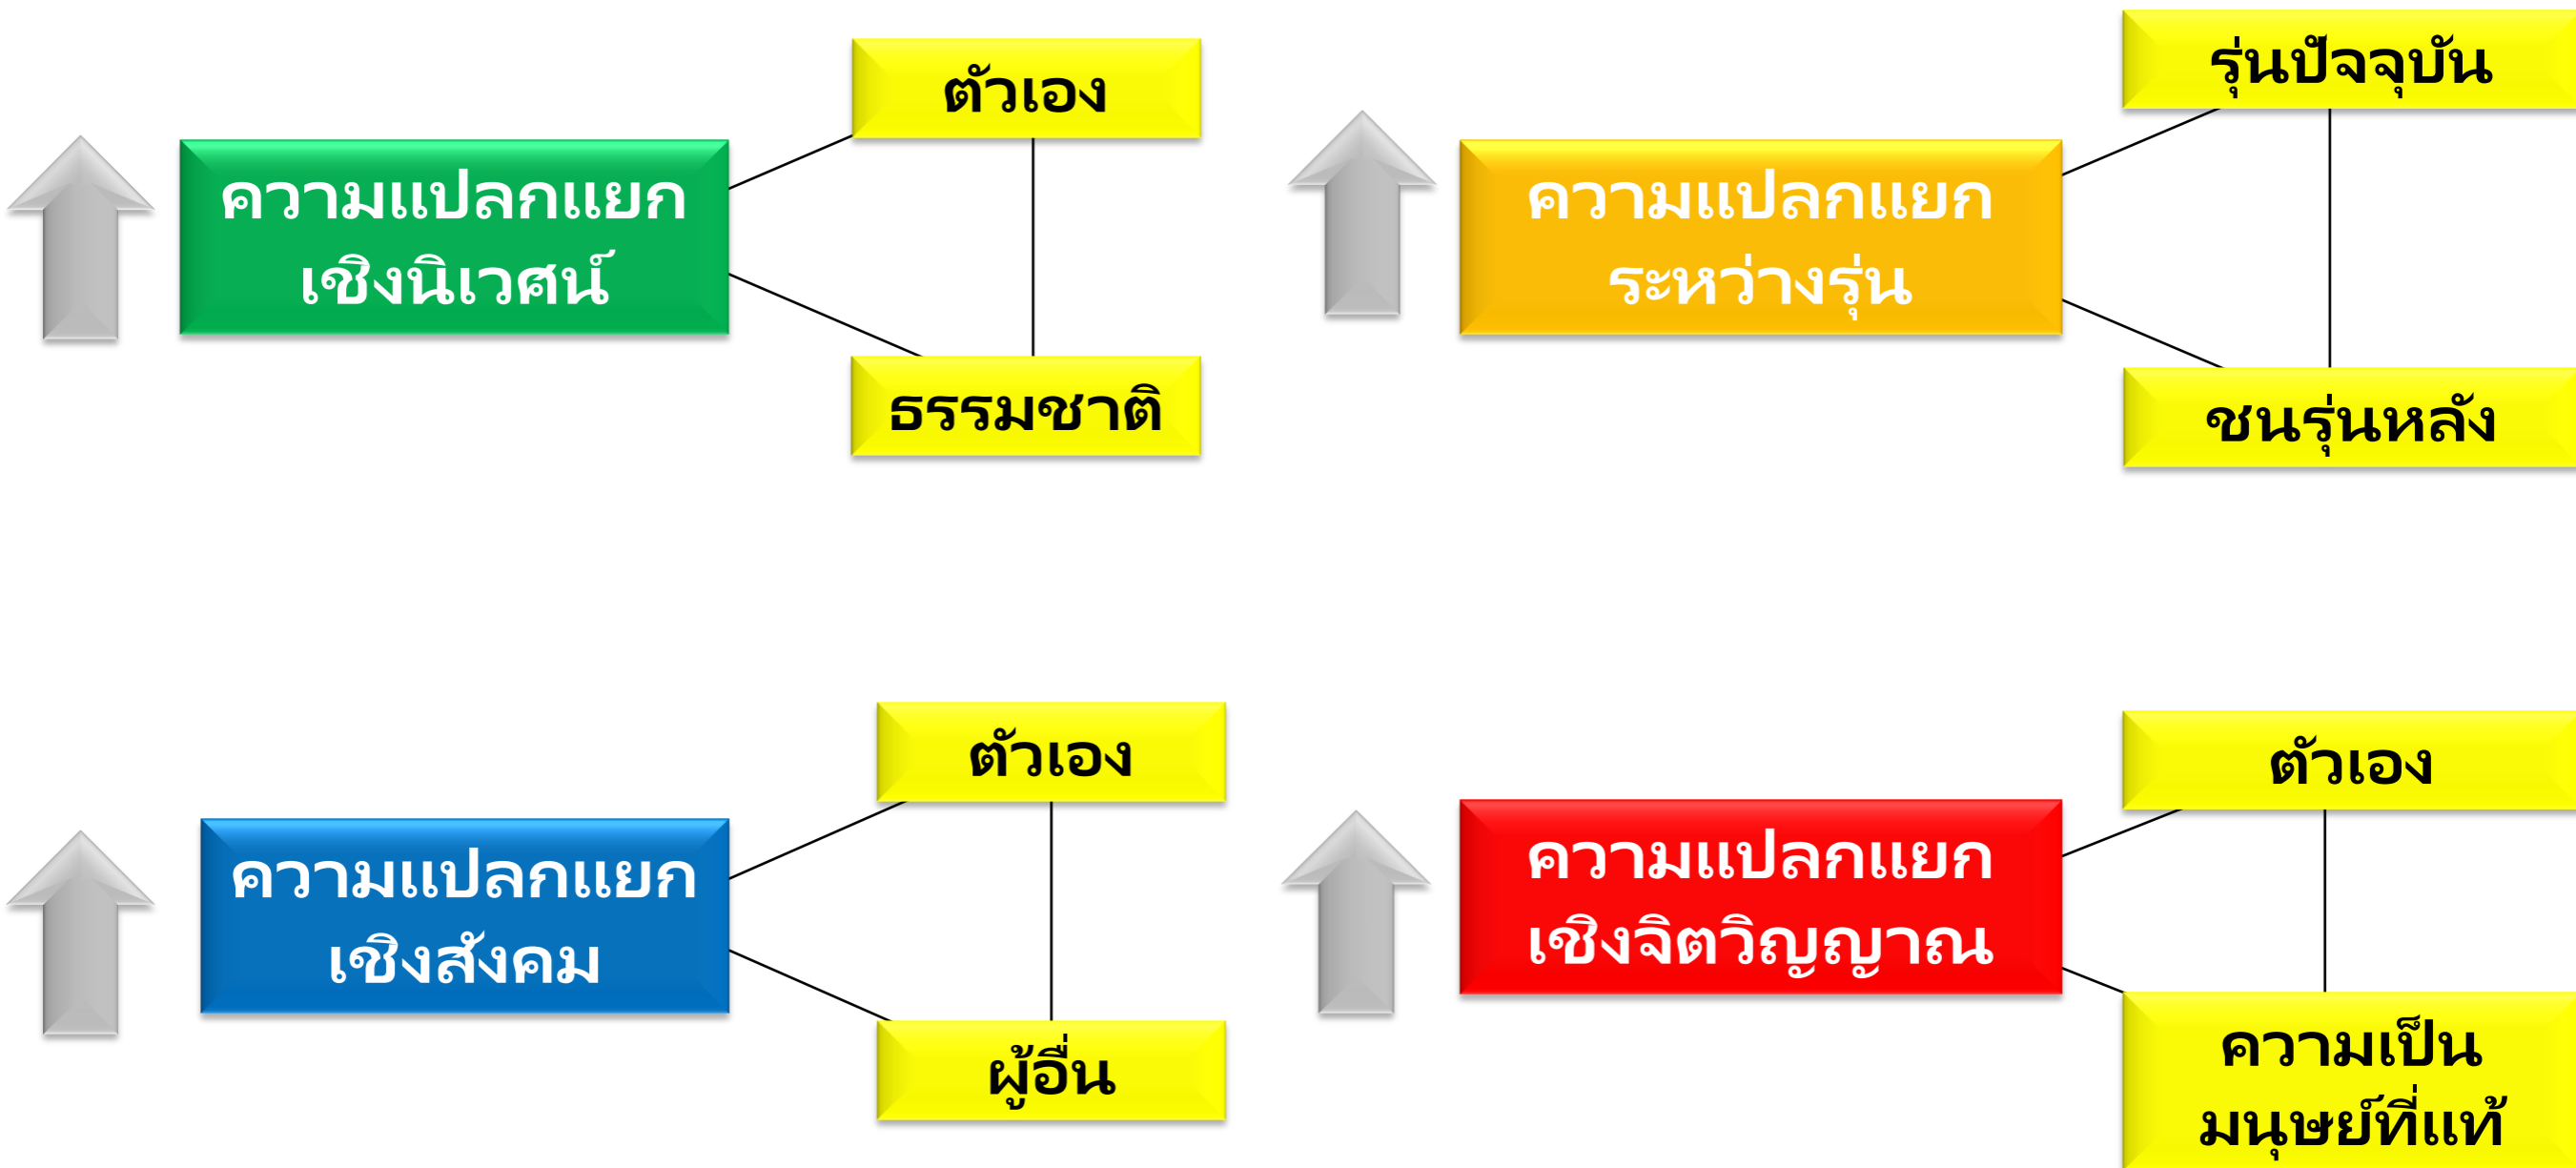 ตัวเอง
ความแปลกแยก
เชิงนิเวศน์
ธรรมชาติ
รุ่นปัจจุบัน
ความแปลกแยก
ระหว่างรุ่น
ชนรุ่นหลัง
ตัวเอง
ความแปลกแยก
เชิงสังคม
ผู้อื่น
ตัวเอง
ความแปลกแยก
เชิงจิตวิญญาณ
ความเป็น
มนุษย์ที่แท้